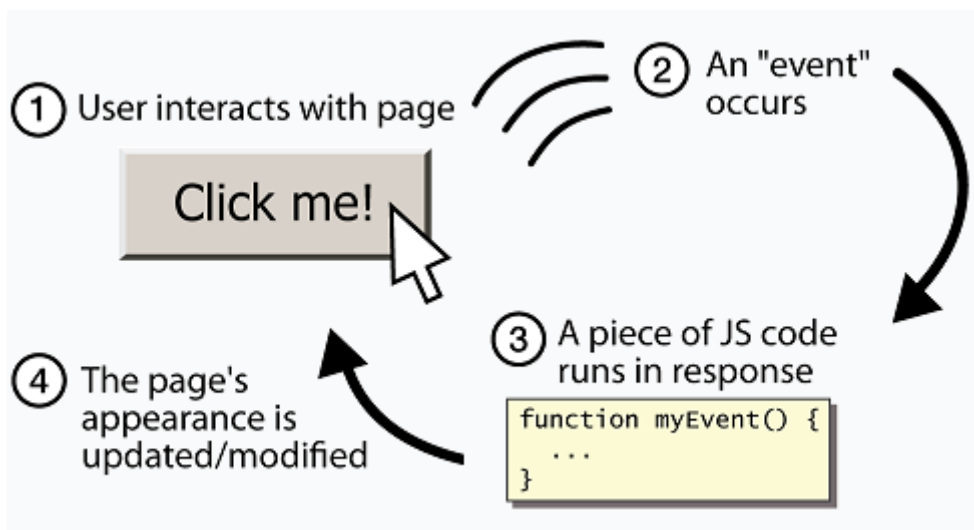 1 User interacts with page
Click me!
2 An "event"
occurs
3 A piece of JS code
runs in response
function myEvent() {
...
}
4 The page's
appearance is
updated/modified